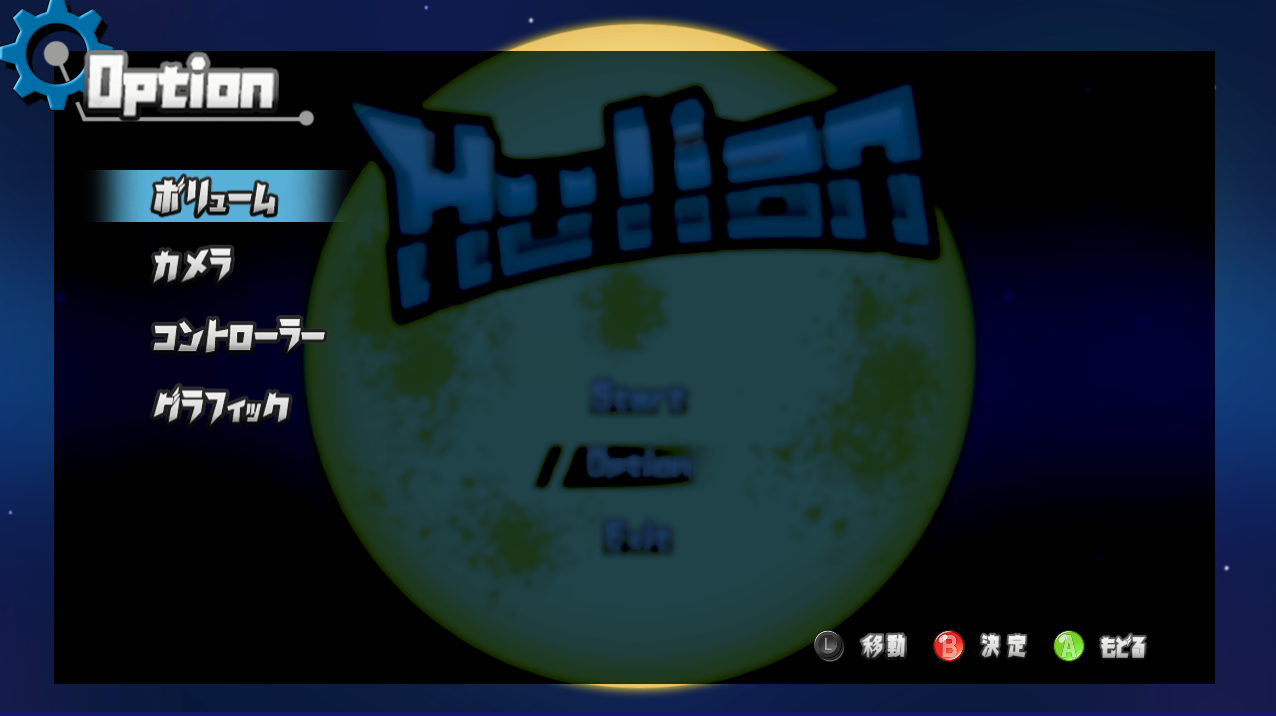 Option
Hullan
ボリューム
カメラ
コントローラー
グラフィック
Start
Option
Exit
L 移動 B 決定 A もどる